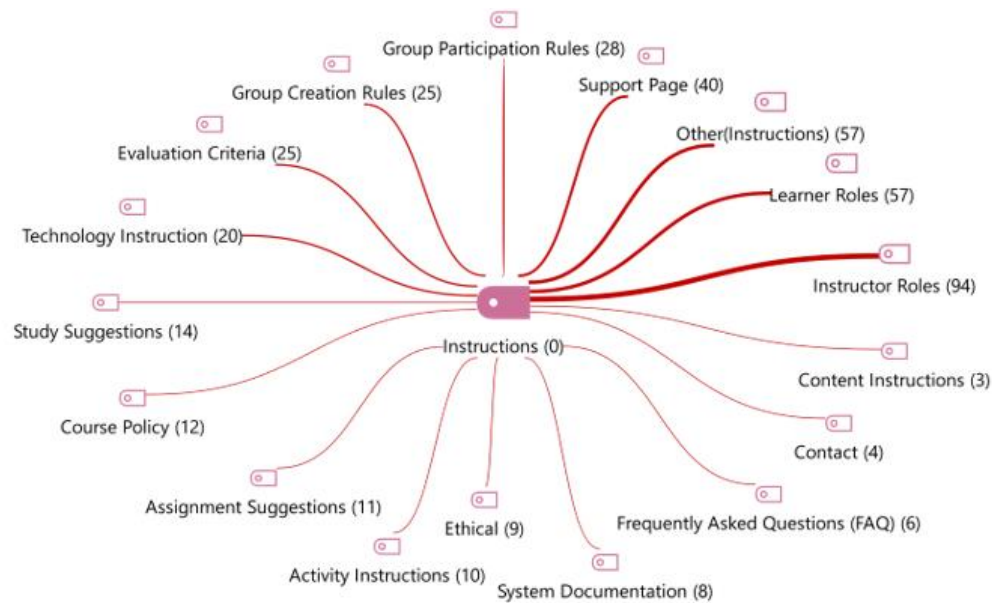 Group Participation Rules (28)
Support Page (40)
Group Creation Rules (25)
Other(Instructions) (57)
Evaluation Criteria (25)
Learner Roles (57)
Technology Instruction (20)
Instructor Roles (94)
Study Suggestions (14)
Instructions (0)
Content Instructions (3)
Course Policy (12)
Contact (4)
Assignment Suggestions (11)
Ethical (9)
Frequently Asked Questions (FAQ) (6)
Activity Instructions (10)
System Documentation (8)